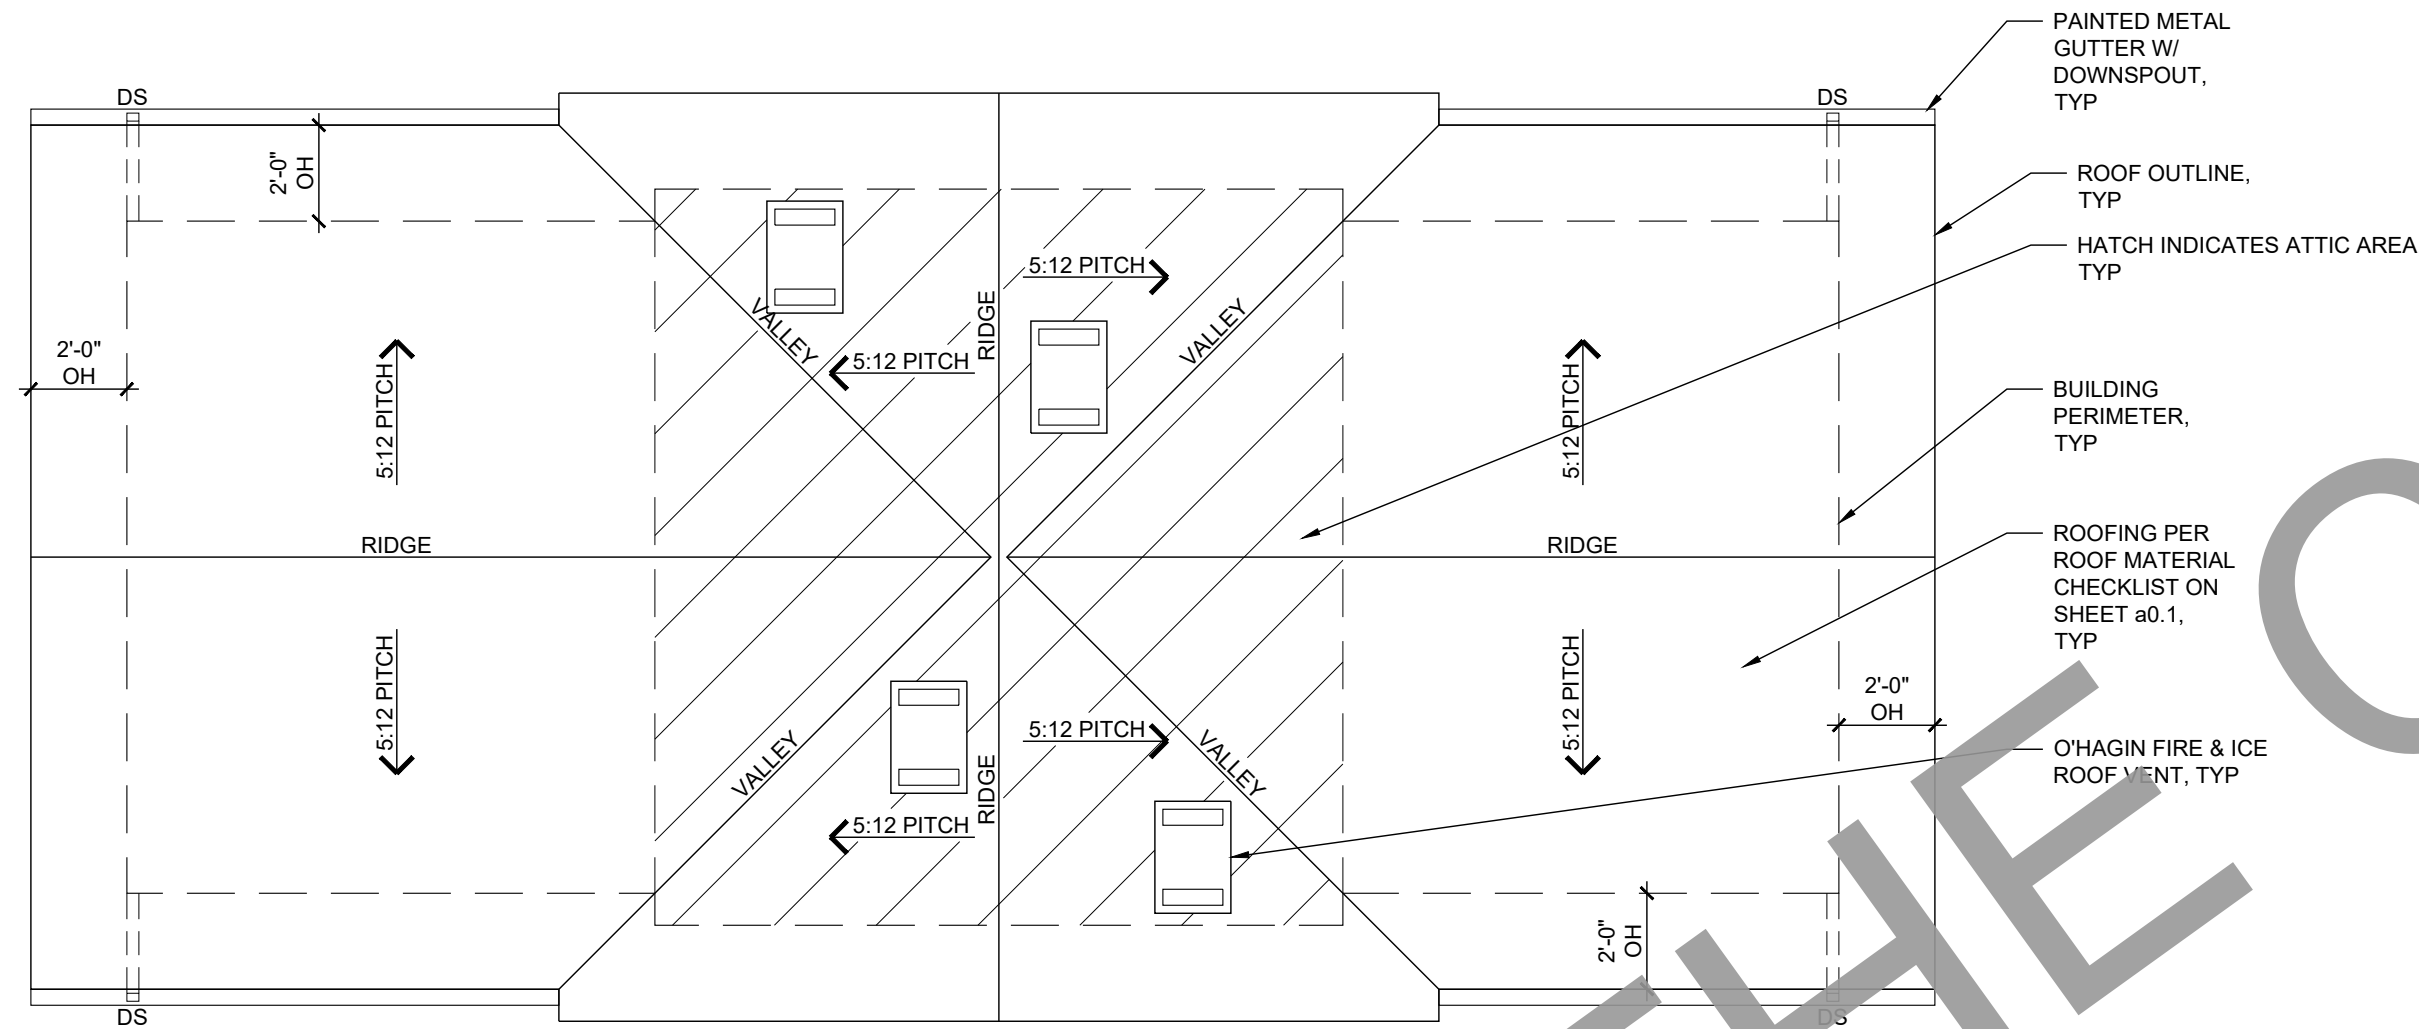 PAINTED METAL
GUTTER W/
DOWNSPOUT,
TYP
DS
DS
2'-0"
OH
ROOF OUTLINE,
TYP
HATCH INDICATES ATTIC AREA
TYP
5:12 PITCH
RIDGE
VALLEY
VALLEY
5:12 PITCH
2'-0"
OH
5:12 PITCH
5:12 PITCH
BUILDING
PERIMETER,
TYP
RIDGE
RIDGE
ROOFING PER
ROOF MATERIAL
CHECKLIST ON
SHEET a0.1,
TYP
5:12 PITCH
5:12 PITCH
2'-0"
OH
5:12 PITCH
VALLEY
VALLEY
RIDGE
5:12 PITCH
O'HAGIN FIRE & ICE
ROOF VENT, TYP
2'-0"
OH
DS
DS